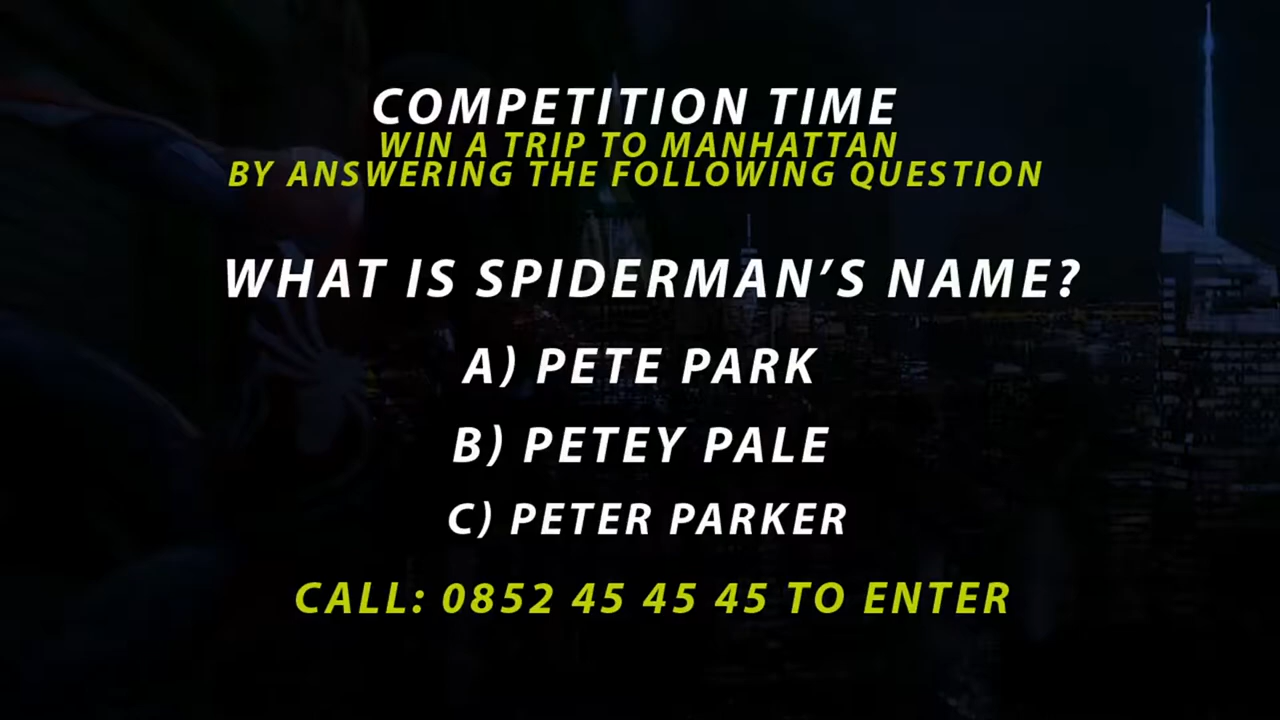 COMPETITION TIME
WIN A TRIP TO MANHATTAN
BY ANSWERING THE FOLLOWING QUESTION
WHAT IS SPIDERMAN’S NAME?
A) PETE PARK
B) PETEY PALE
C) PETER PARKER
CALL: 0852 45 45 45 TO ENTER